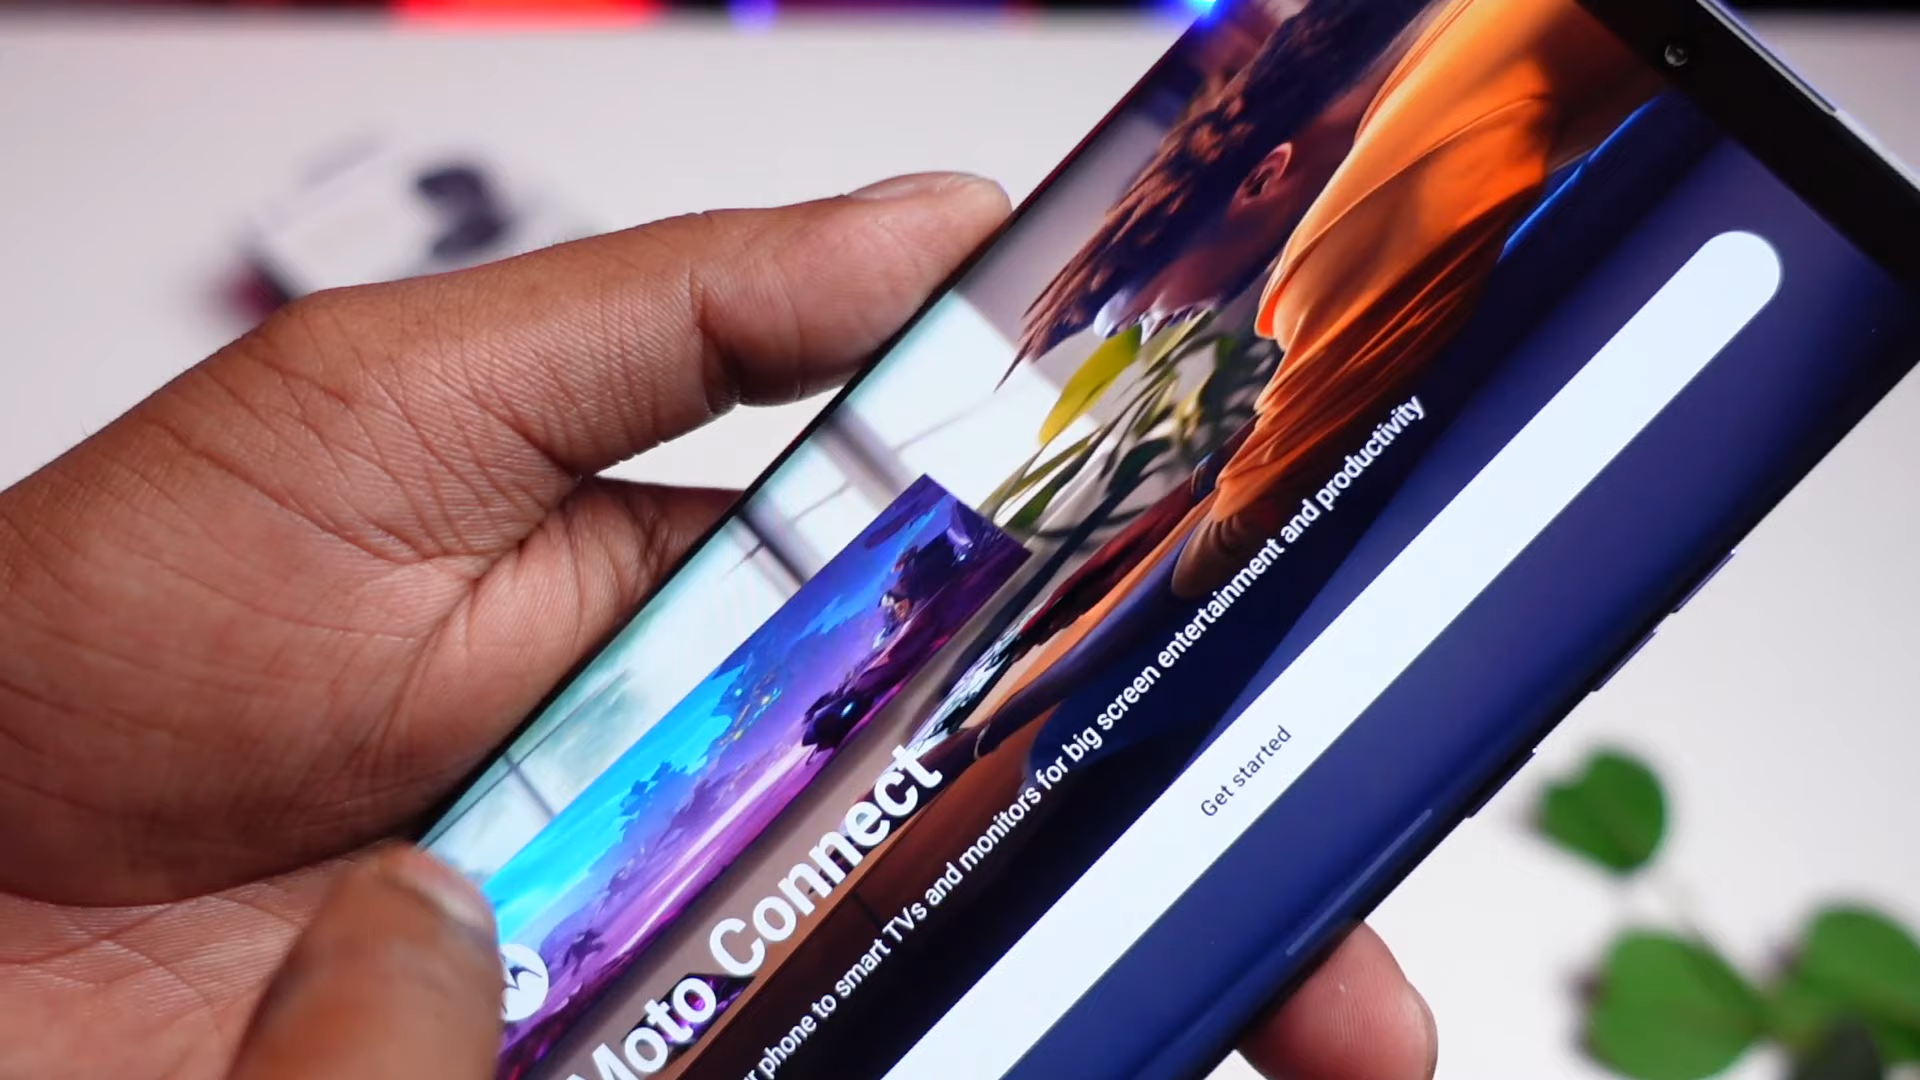 Moto Connect
phone to smart TVs and monitors for big screen entertainment and productivity
Get started